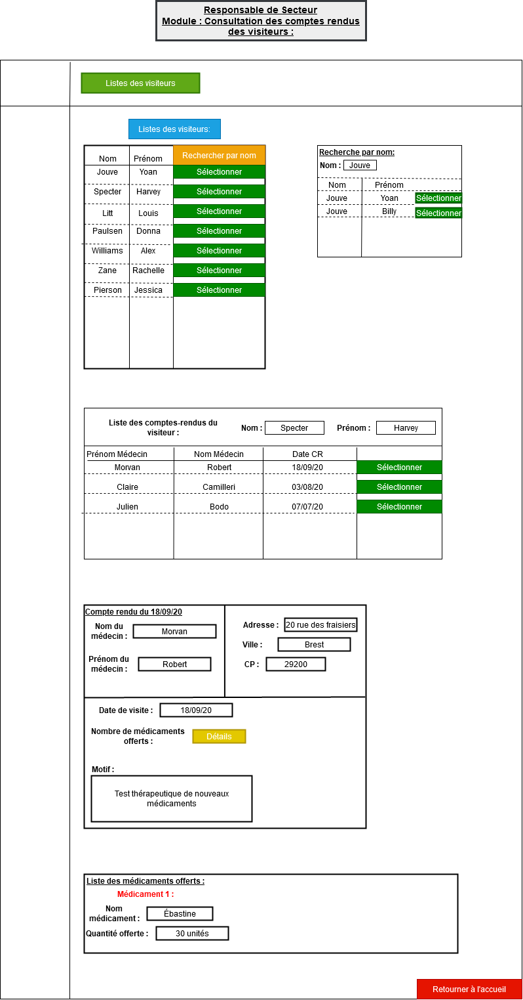 Responsable de Secteur
Module : Consultation des comptes rendus
des visiteurs :
Listes des visiteurs
Listes des visiteurs:
Nom Prénom Rechercher par nom
Jouve Yoan Sélectionner
Specter Harvey Sélectionner
Litt Louis Sélectionner
Paulsen Donna Sélectionner
Williams Alex Sélectionner
Zane Rachelle Sélectionner
Pierson Jessica Sélectionner
Recherche par nom:
Nom : Jouve
Nom Prénom
Jouve Yoan Sélectionner
Jouve Billy Sélectionner
Liste des comptes-rendus du
visiteur :
Nom : Specter Prénom : Harvey
Prénom Médecin Nom Médecin Date CR
Morvan Robert 18/09/20 Sélectionner
Claire Camilleri 03/08/20 Sélectionner
Julien Bodo 07/07/20 Sélectionner
Compte rendu du 18/09/20
Nom du
médecin : Morvan
Prénom du
médecin : Robert
Adresse : 20 rue des fraisiers
Ville : Brest
CP : 29200
Date de visite : 18/09/20
Nombre de médicaments
offerts : Détails
Motif :
Test thérapeutique de nouveaux
médicaments
Liste des médicaments offerts :
Médicament 1 :
Nom
médicament : Ébastine
Quantité offerte : 30 unités
Retourner à l'accueil